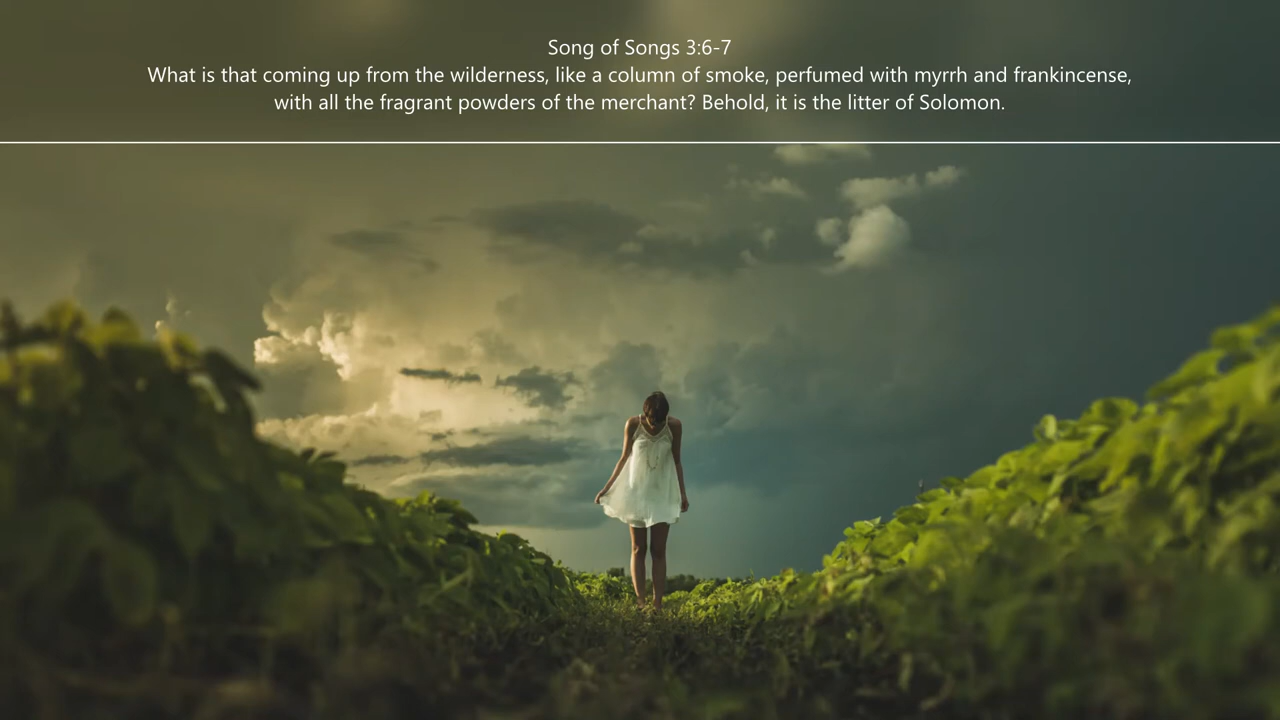 Song of Songs 3:6-7
What is that coming up from the wilderness, like a column of smoke, perfumed with myrrh and frankincense,
with all the fragrant powders of the merchant? Behold, it is the litter of Solomon.